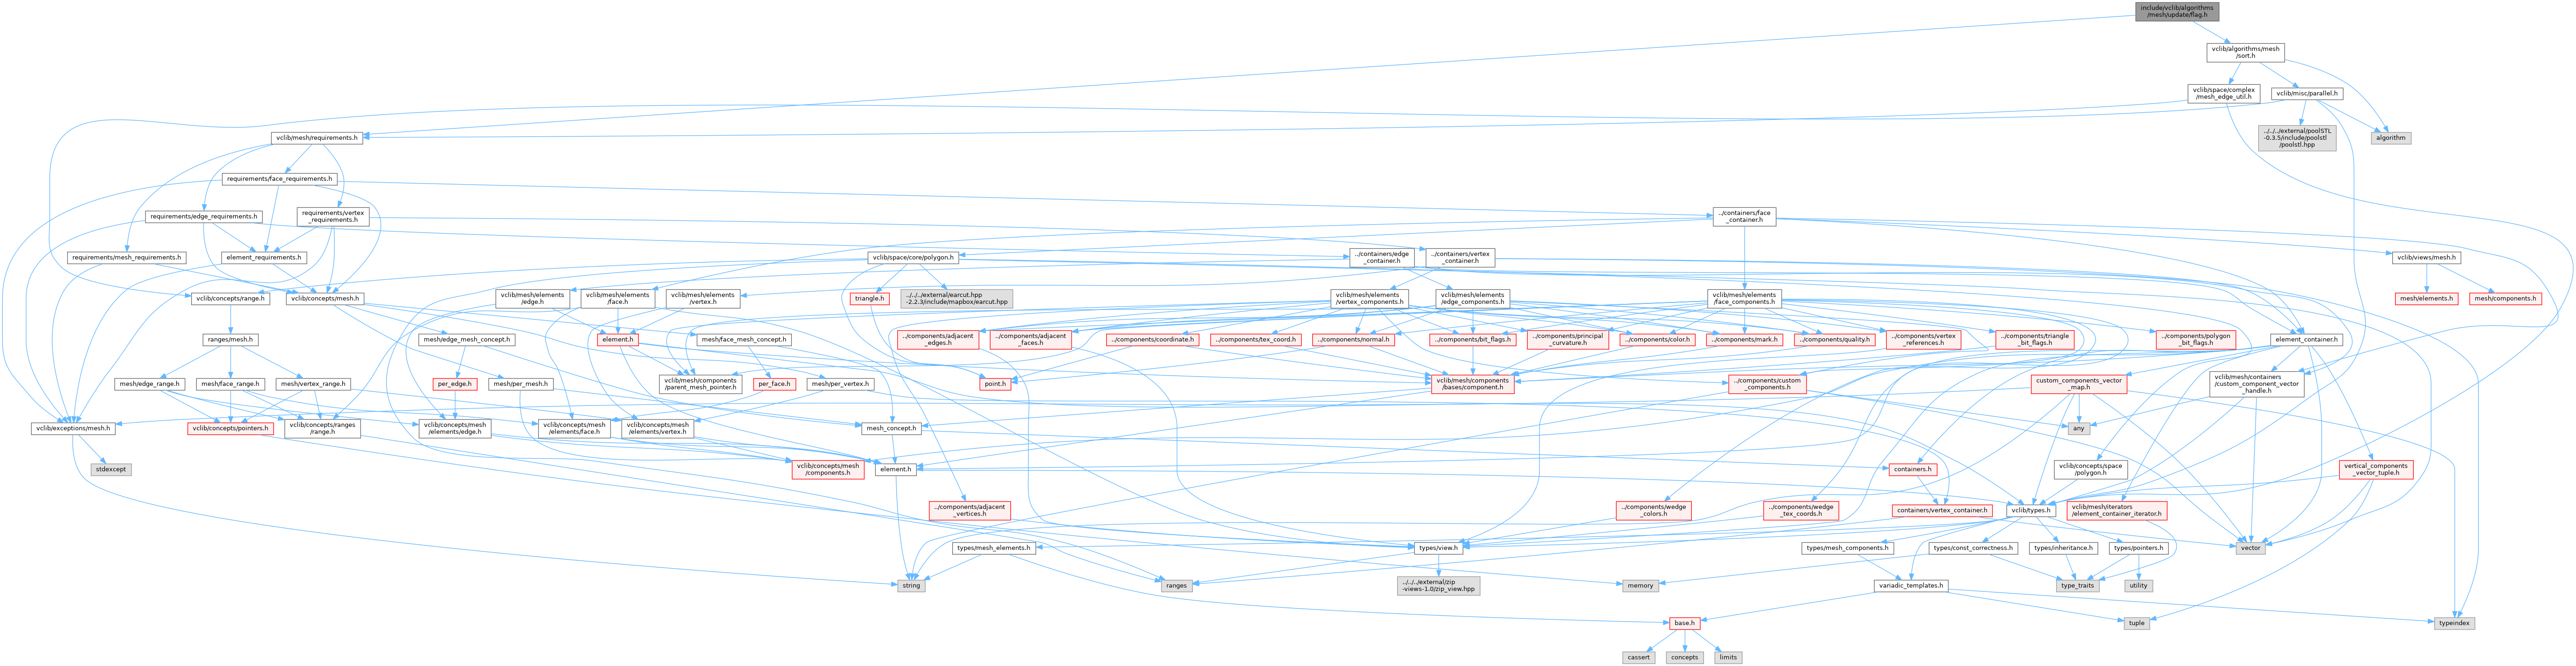 include/vclib/algorithms
/mesh/update/flag.h
vclib/algorithms/mesh
/sort.h
vclib/space/complex
/mesh_edge_util.h
vclib/misc/parallel.h
vclib/mesh/requirements.h
../../../external/poolSTL
-0.3.5/include/poolstl
/poolstl.hpp
algorithm
requirements/face_requirements.h
requirements/edge_requirements.h
requirements/vertex
_requirements.h
../containers/face
_container.h
requirements/mesh_requirements.h
element_requirements.h
vclib/space/core/polygon.h
../containers/edge
_container.h
../containers/vertex
_container.h
vclib/views/mesh.h
vclib/concepts/range.h
vclib/concepts/mesh.h
vclib/mesh/elements
/edge.h
vclib/mesh/elements
/face.h
vclib/mesh/elements
/vertex.h
triangle.h
../../../external/earcut.hpp
-2.2.3/include/mapbox/earcut.hpp
vclib/mesh/elements
/vertex_components.h
vclib/mesh/elements
/edge_components.h
vclib/mesh/elements
/face_components.h
mesh/elements.h
mesh/components.h
ranges/mesh.h
mesh/edge_mesh_concept.h
element.h
mesh/face_mesh_concept.h
../components/adjacent
_edges.h
../components/adjacent
_faces.h
../components/coordinate.h
../components/tex_coord.h
../components/normal.h
../components/bit_flags.h
../components/principal
_curvature.h
../components/color.h
../components/mark.h
../components/quality.h
../components/vertex
_references.h
../components/triangle
_bit_flags.h
../components/polygon
_bit_flags.h
element_container.h
mesh/edge_range.h
mesh/face_range.h
mesh/vertex_range.h
per_edge.h
mesh/per_mesh.h
vclib/mesh/components
/parent_mesh_pointer.h
per_face.h
mesh/per_vertex.h
point.h
vclib/mesh/components
/bases/component.h
../components/custom
_components.h
custom_components_vector
_map.h
vclib/mesh/containers
/custom_component_vector
_handle.h
vclib/exceptions/mesh.h
vclib/concepts/pointers.h
vclib/concepts/ranges
/range.h
vclib/concepts/mesh
/elements/edge.h
vclib/concepts/mesh
/elements/face.h
vclib/concepts/mesh
/elements/vertex.h
mesh_concept.h
any
stdexcept
vclib/concepts/mesh
/components.h
element.h
containers.h
vclib/concepts/space
/polygon.h
vertical_components
_vector_tuple.h
../components/adjacent
_vertices.h
../components/wedge
_colors.h
../components/wedge
_tex_coords.h
containers/vertex_container.h
vclib/types.h
vclib/mesh/iterators
/element_container_iterator.h
types/mesh_elements.h
types/view.h
types/mesh_components.h
types/const_correctness.h
types/inheritance.h
types/pointers.h
vector
string
ranges
../../../external/zip
-views-1.0/zip_view.hpp
memory
variadic_templates.h
type_traits
utility
base.h
tuple
typeindex
cassert
concepts
limits